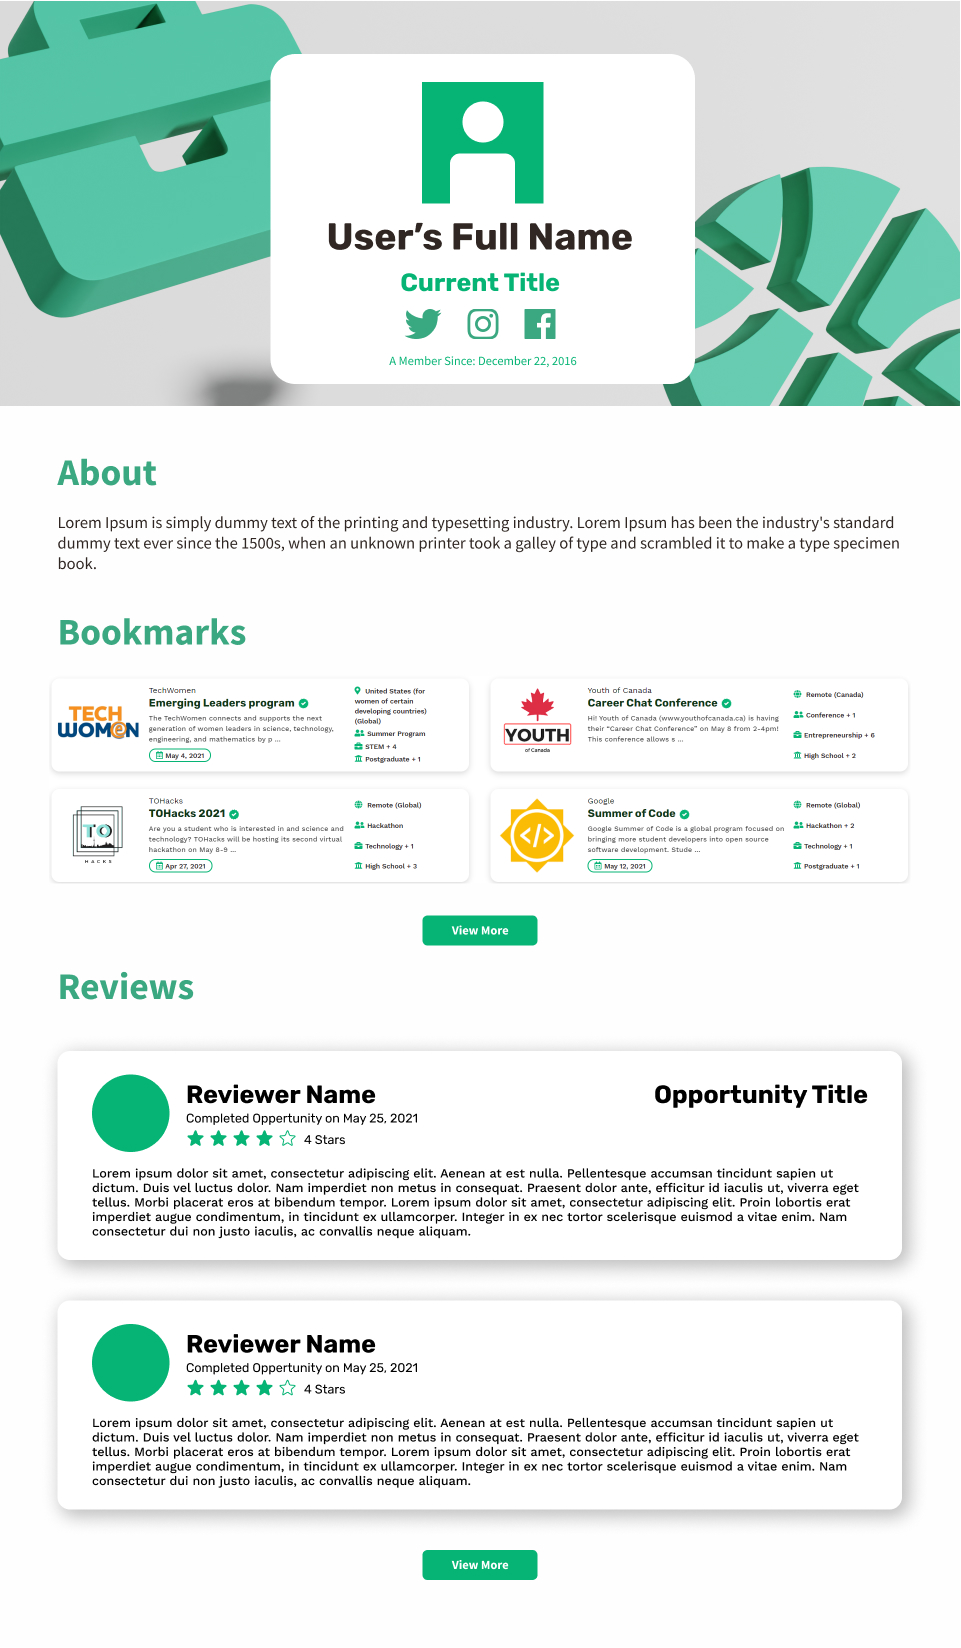 User's Full Name
Current Title
A Member Since: December 22, 2016
About
Lorem Ipsum is simply dummy text of the printing and typesetting industry. Lorem Ipsum has been the industry's standard
dummy text ever since the 1500s, when an unknown printer took a galley of type and scrambled it to make a type specimen
book.
Bookmarks
TECH
WOMEN
TechWomen
Emerging Leaders program
The TechWomen connects and supports the next
generation of women leaders in science, technology,
engineering, and mathematics by p ...
May 4, 2021
United States (for
women of certain
developing countries)
(Global)
Summer Program
STEM + 4
Postgraduate + 1
YOUTH
of Canada
Youth of Canada
Career Chat Conference
Hi! Youth of Canada (www.youthofcanada.ca) is having
their "Career Chat Conference" on May 8 from 2-4pm!
This conference allows s ...
Remote (Canada)
Conference + 1
Entrepreneurship + 6
High School + 2
TO
HACKS
TOHacks
TOHacks 2021
Are you a student who is interested in and science and
technology? TOHacks will be hosting its second virtual
hackathon on May 8-9 ...
Apr 27, 2021
Remote (Global)
Hackathon
Technology + 1
High School + 3
</>
Google
Summer of Code
Google Summer of Code is a global program focused on
bringing more student developers into open source
software development. Stude ...
May 12, 2021
Remote (Global)
Hackathon + 2
Technology + 1
Postgraduate + 1
View More
Reviews
Reviewer Name
Opportunity Title
Completed Oppertunity on May 25, 2021
4 Stars
Lorem ipsum dolor sit amet, consectetur adipiscing elit. Aenean at est nulla. Pellentesque accumsan tincidunt sapien ut
dictum. Duis vel luctus dolor. Nam imperdiet non metus in consequat. Praesent dolor ante, efficitur id iaculis ut, viverra eget
tellus. Morbi placerat eros at bibendum tempor. Lorem ipsum dolor sit amet, consectetur adipiscing elit. Proin lobortis erat
imperdiet augue condimentum, in tincidunt ex ullamcorper. Integer in ex nec tortor scelerisque euismod a vitae enim. Nam
consectetur dui non justo iaculis, ac convallis neque aliquam.
Reviewer Name
Completed Oppertunity on May 25, 2021
4 Stars
Lorem ipsum dolor sit amet, consectetur adipiscing elit. Aenean at est nulla. Pellentesque accumsan tincidunt sapien ut
dictum. Duis vel luctus dolor. Nam imperdiet non metus in consequat. Praesent dolor ante, efficitur id iaculis ut, viverra eget
tellus. Morbi placerat eros at bibendum tempor. Lorem ipsum dolor sit amet, consectetur adipiscing elit. Proin lobortis erat
imperdiet augue condimentum, in tincidunt ex ullamcorper. Integer in ex nec tortor scelerisque euismod a vitae enim. Nam
consectetur dui non justo iaculis, ac convallis neque aliquam.
View More